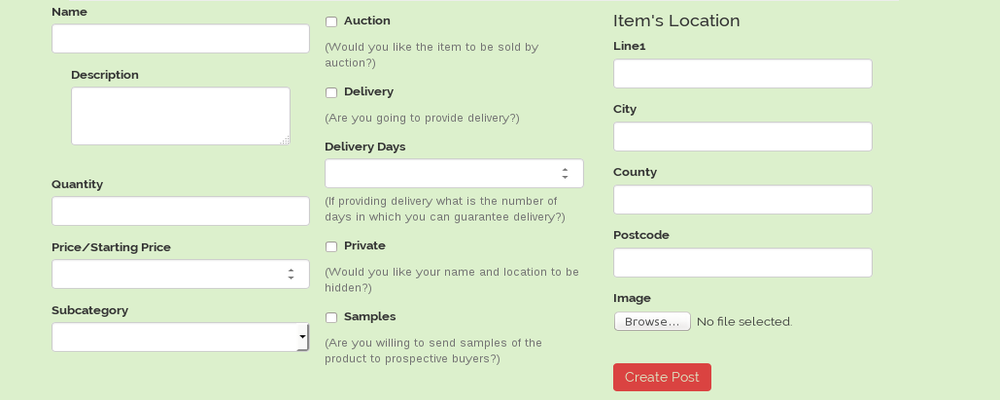 Name
Description
Quantity
Price/Starting Price
Subcategory
Auction
(Would you like the item to be sold by
auction?)
Delivery
(Are you going to provide delivery?)
Delivery Days
(If providing delivery what is the number of
days in which you can guarantee delivery?)
Private
(Would you like your name and location to be
hidden?)
Samples
(Are you willing to send samples of the
product to prospective buyers?)
Item's Location
Line1
City
County
Postcode
Image
Browse... No file selected.
Create Post